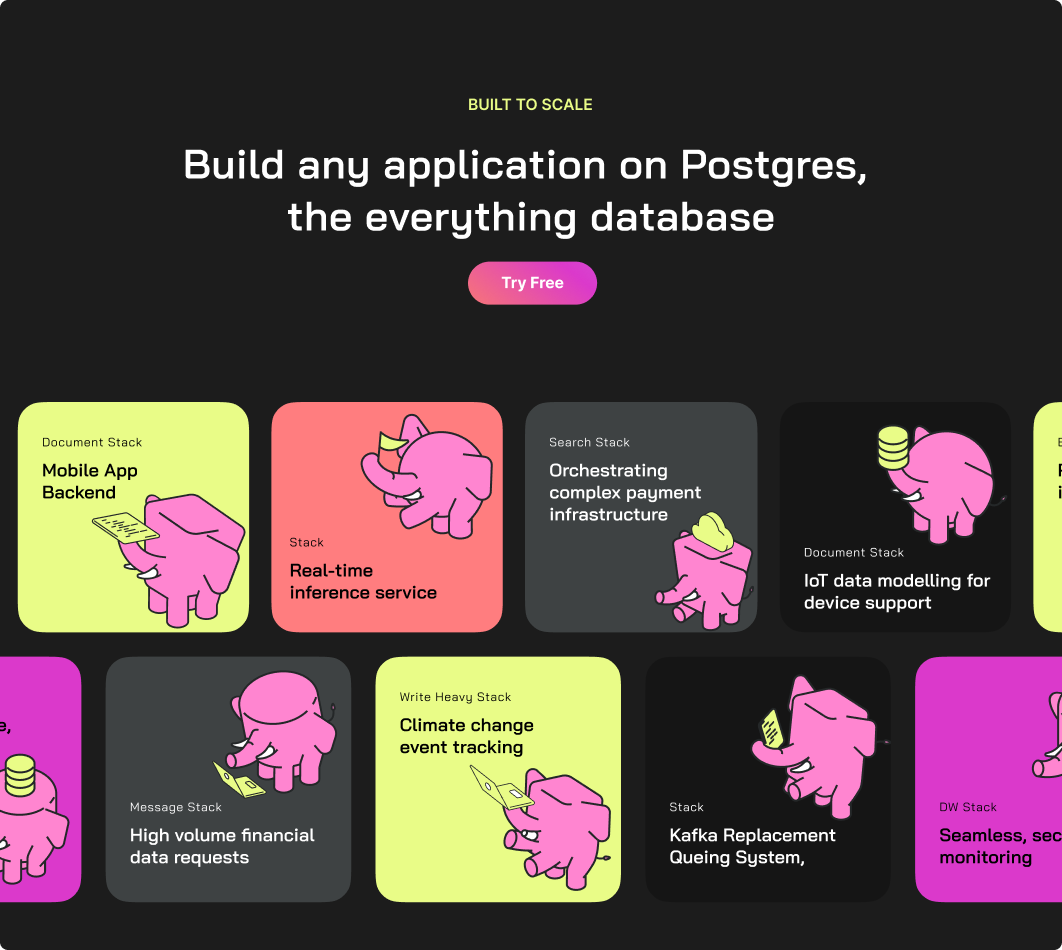 BUILT TO SCALE
Build any application on Postgres,
the everything database
Try Free
Document Stack
Mobile App
Backend
Stack
Real-time
inference service
Search Stack
Orchestrating
complex payment
infrastructure
Document Stack
IoT data modelling for
device support
Message Stack
High volume financial
data requests
Write Heavy Stack
Climate change
event tracking
Stack
Kafka Replacement
Queing System,
DW Stack
Seamless, sec
monitoring